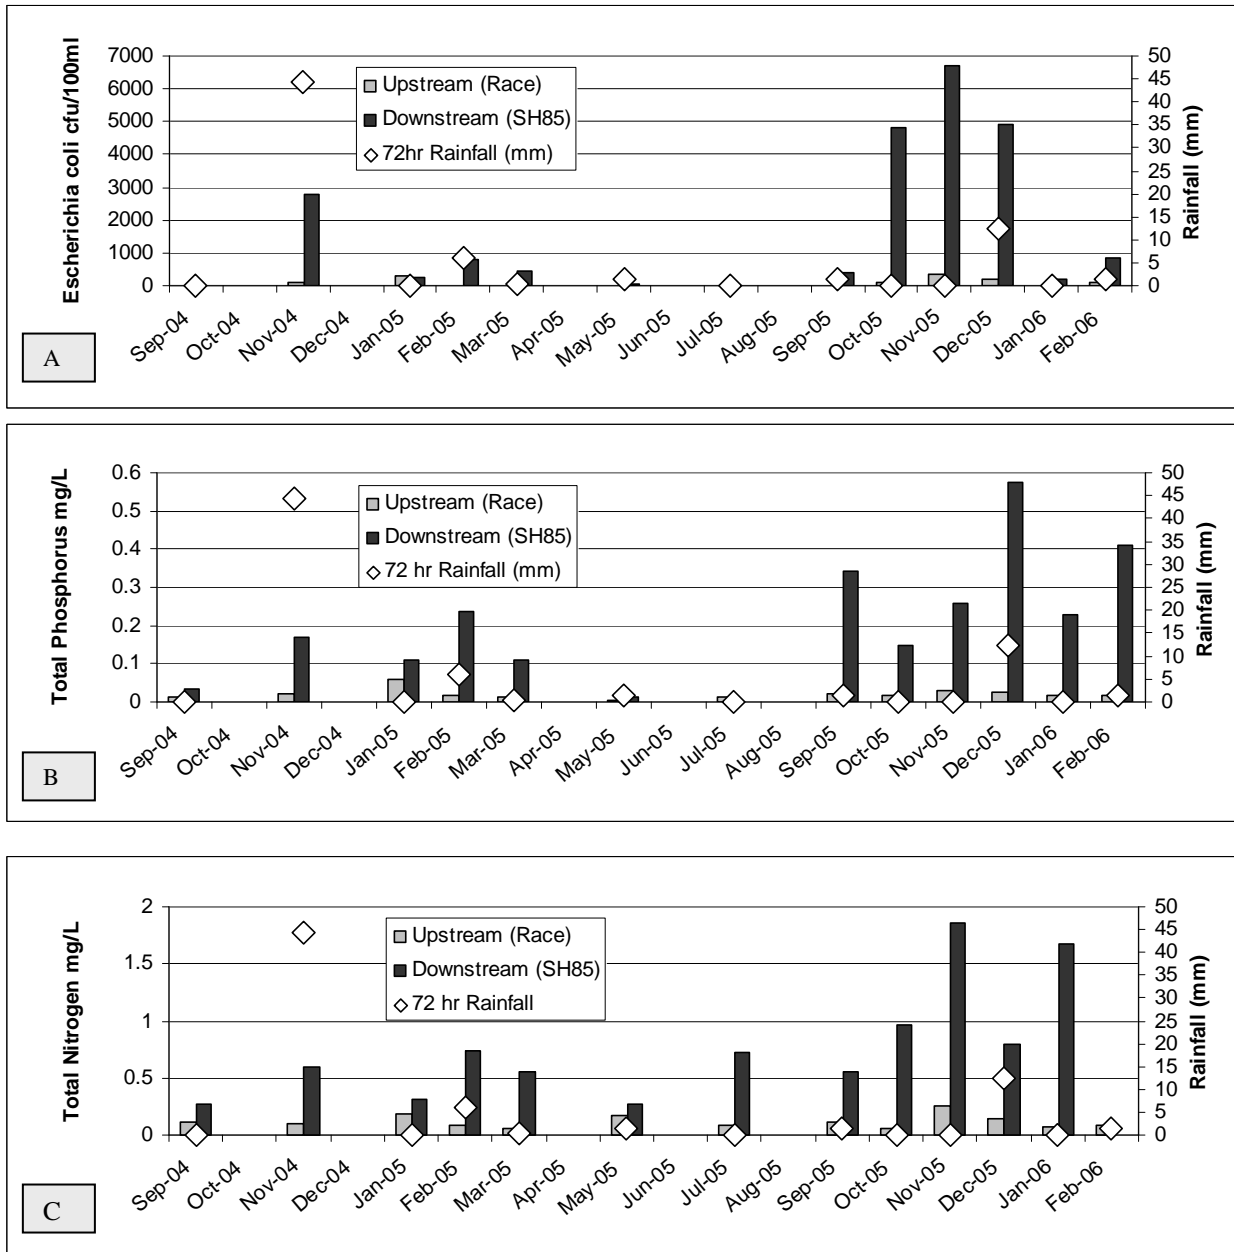 Escherichia coli cfu/100ml
7000
6000
5000
4000
3000
2000
1000
0
Upstream (Race)
Downstream (SH85)
72hr Rainfall (mm)
50
45
40
35
30
25
20
15
10
5
0
Rainfall (mm)
Sep-04
Oct-04
Nov-04
Dec-04
Jan-05
Feb-05
Mar-05
Apr-05
May-05
Jun-05
Jul-05
Aug-05
Sep-05
Oct-05
Nov-05
Dec-05
Jan-06
Feb-06
A
Total Phosphorus mg/L
0.6
0.5
0.4
0.3
0.2
0.1
0
Upstream (Race)
Downstream (SH85)
72 hr Rainfall (mm)
50
45
40
35
30
25
20
15
10
5
0
Rainfall (mm)
Sep-04
Oct-04
Nov-04
Dec-04
Jan-05
Feb-05
Mar-05
Apr-05
May-05
Jun-05
Jul-05
Aug-05
Sep-05
Oct-05
Nov-05
Dec-05
Jan-06
Feb-06
B
Total Nitrogen mg/L
2
1.5
1
0.5
0
Upstream (Race)
Downstream (SH85)
72 hr Rainfall
50
45
40
35
30
25
20
15
10
5
0
Rainfall (mm)
Sep-04
Oct-04
Nov-04
Dec-04
Jan-05
Feb-05
Mar-05
Apr-05
May-05
Jun-05
Jul-05
Aug-05
Sep-05
Oct-05
Nov-05
Dec-05
Jan-06
Feb-06
C